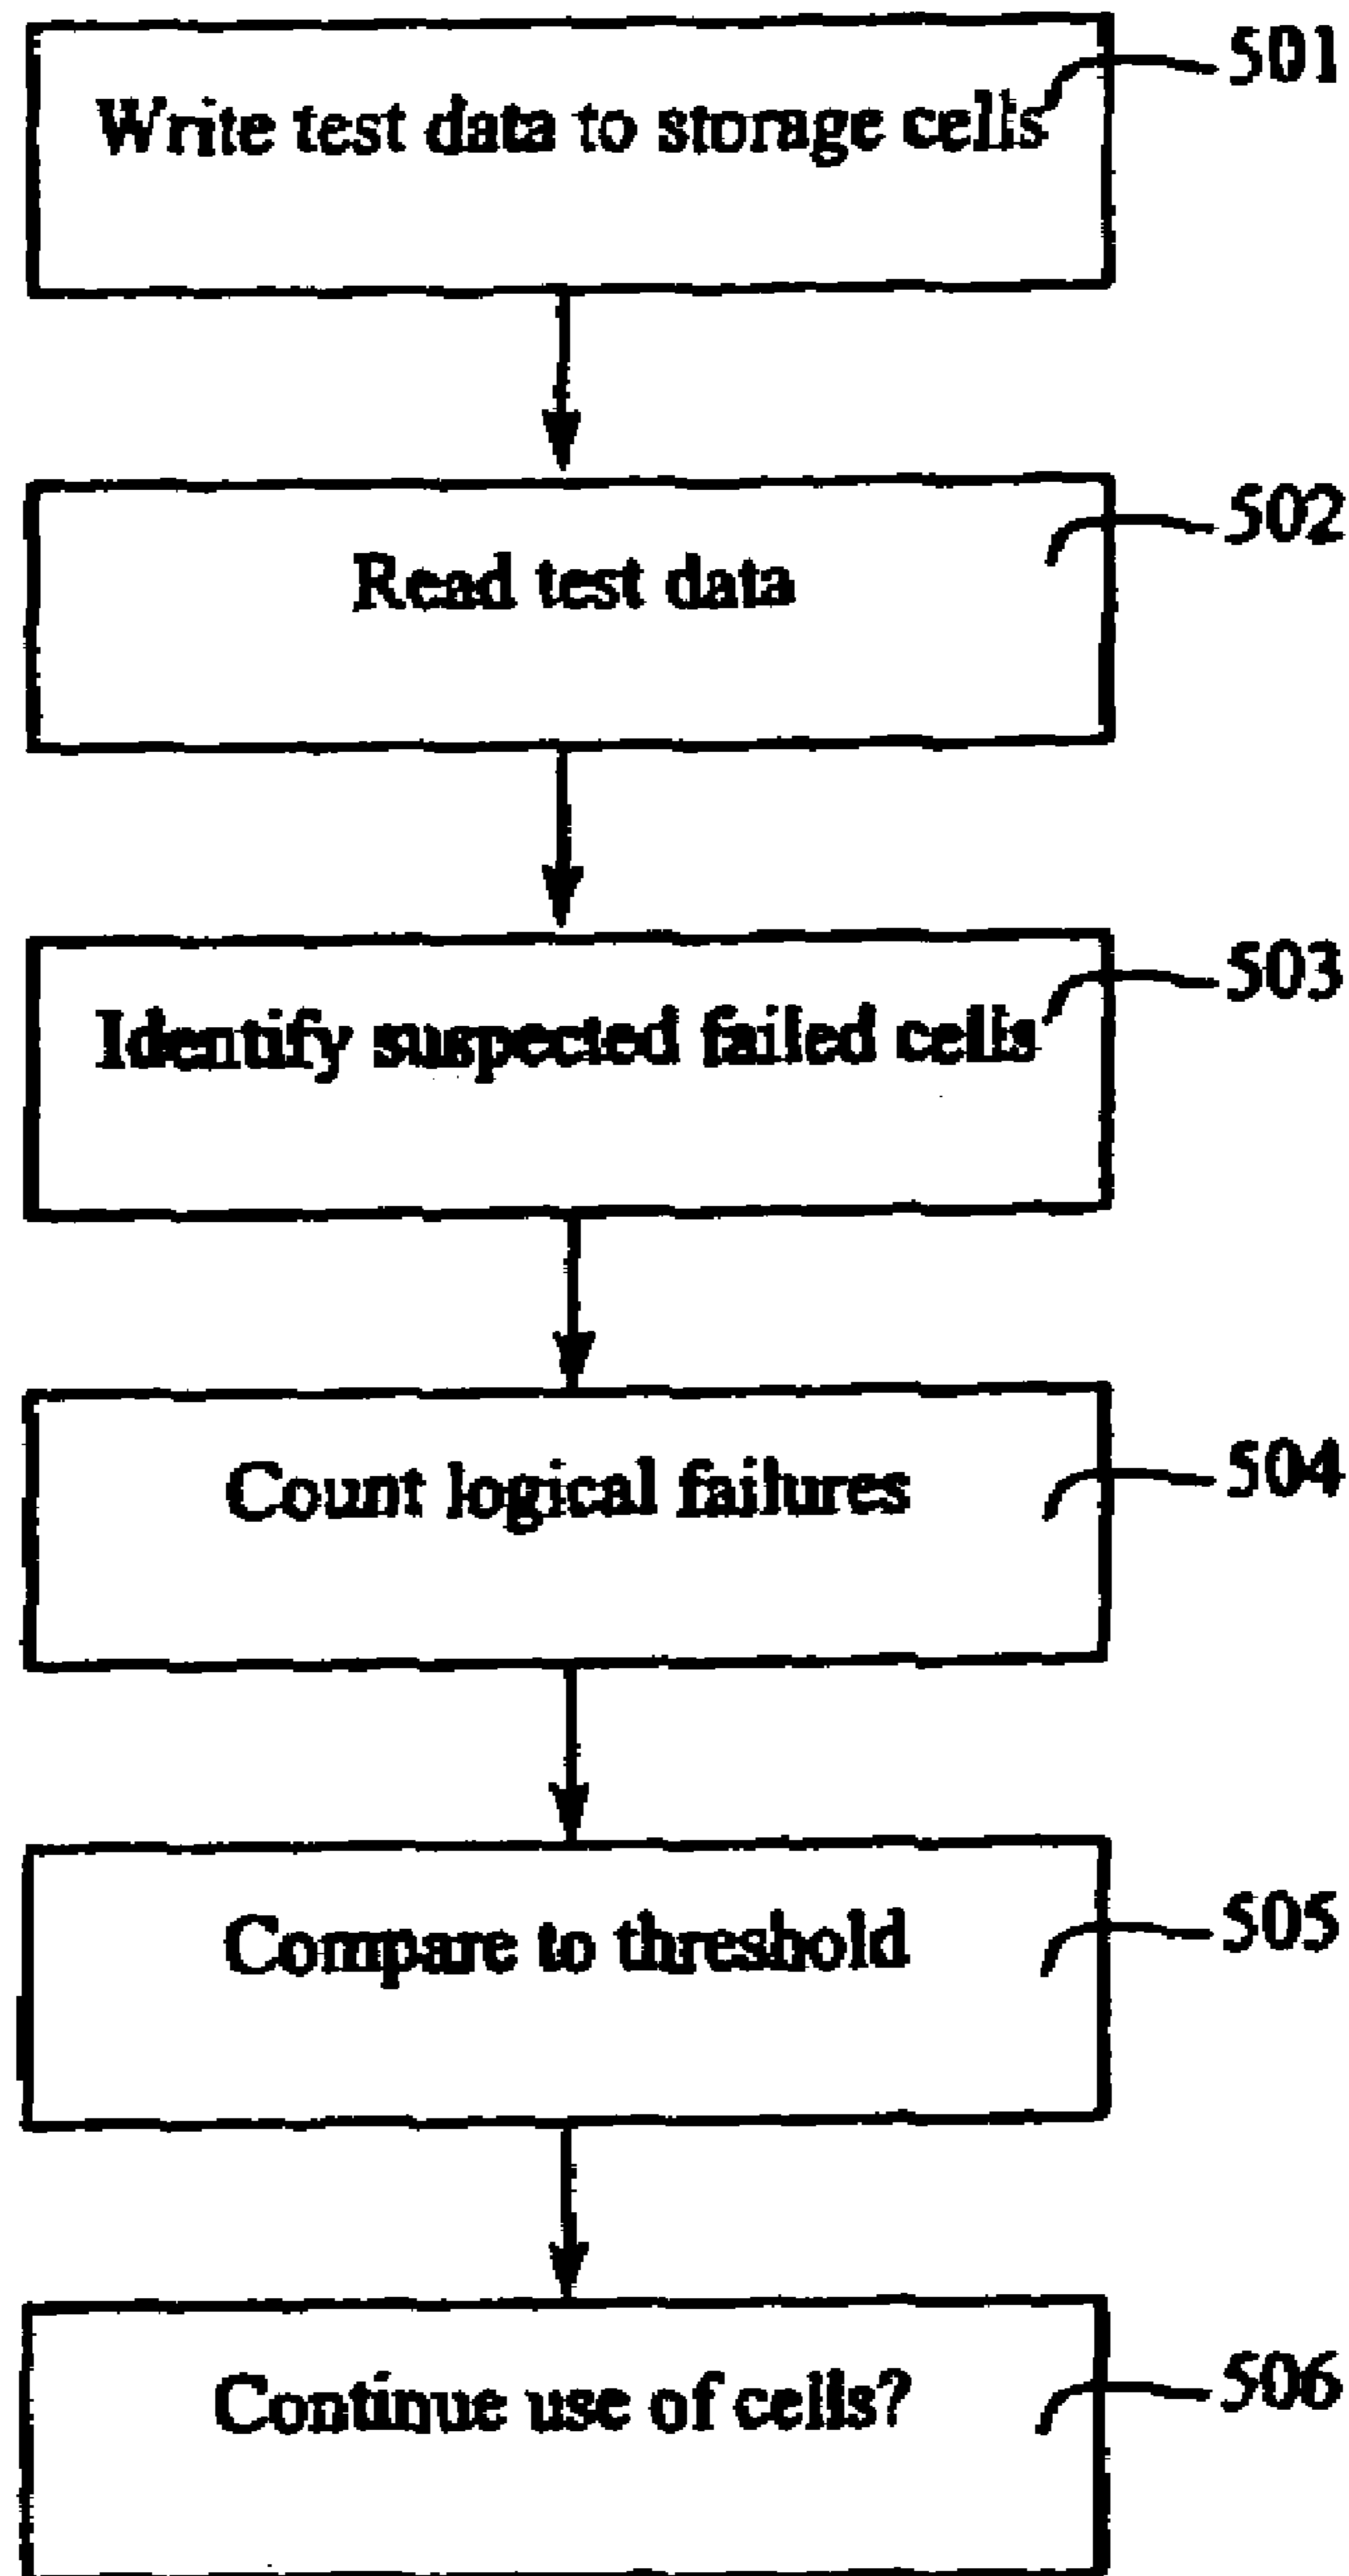 Write test data to storage cells
501
Read test data
502
Identify suspected failed cells
503
Count logical failures
504
Compare to threshold
505
Continue use of cells?
506